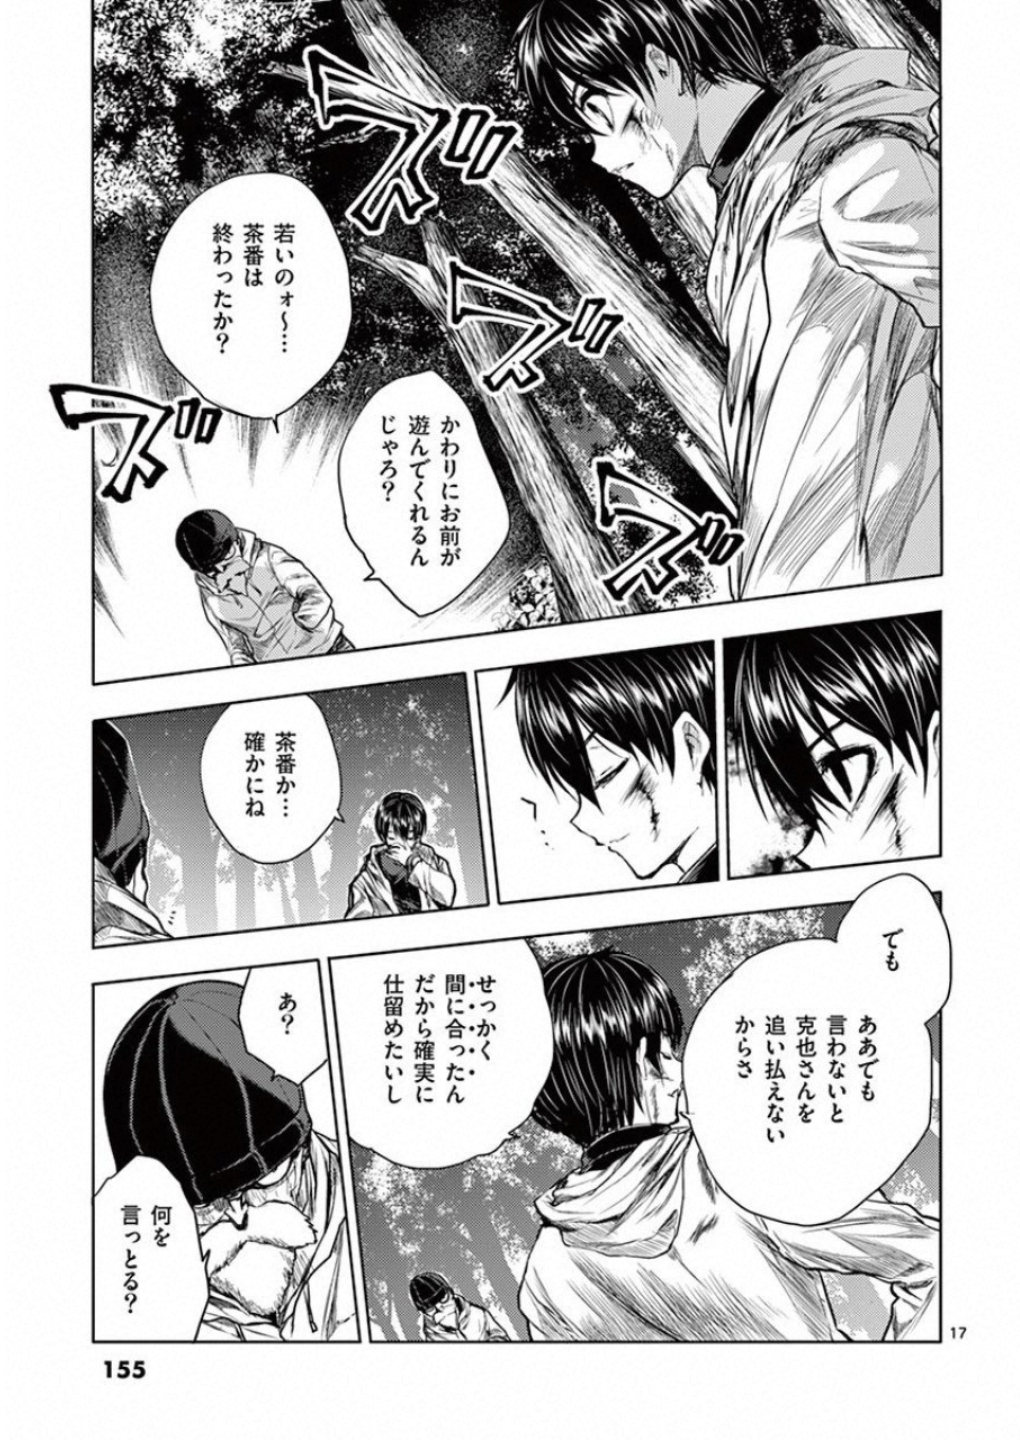 ズッ
ズッ
ズッ
ズッ
若いのォ〜…
茶番は
終わったか?
かわりにお前が
遊んでくれるん
じゃろ?
茶番か…
確かにね
でも
ああでも
言わないと
克也さんを
追い払えない
からさ
せっかく
間に合ったん
だから確実に
仕留めたいし
あ?
何を
言っとる?
17
155